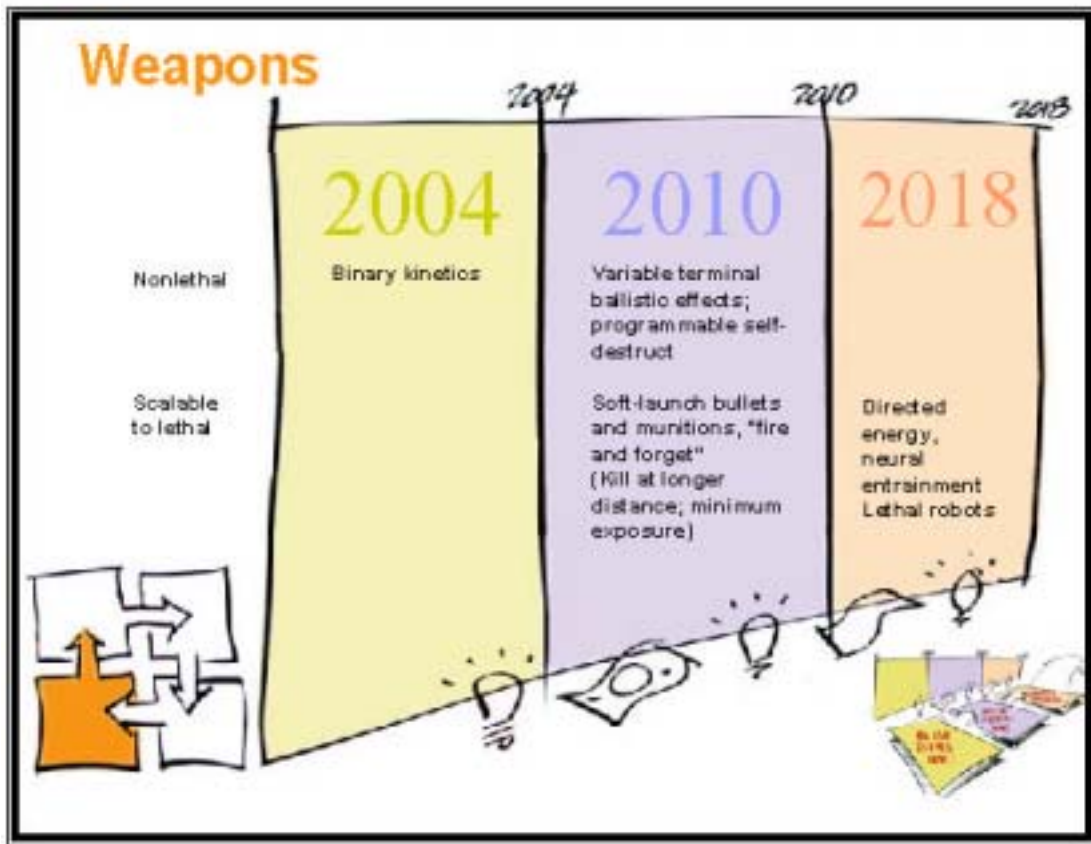 Weapons
2004
2010
2018
2004
2010
2018
Nonlethal
Binary kinetics
Variable terminal
ballistic effects;
programmable self-
destruct
Scalable
to lethal
Soft-launch bullets
and munitions, "fire
and forget"
(Kill at longer
distance; minimum
exposure)
Directed
energy,
neural
entrainment
Lethal robots